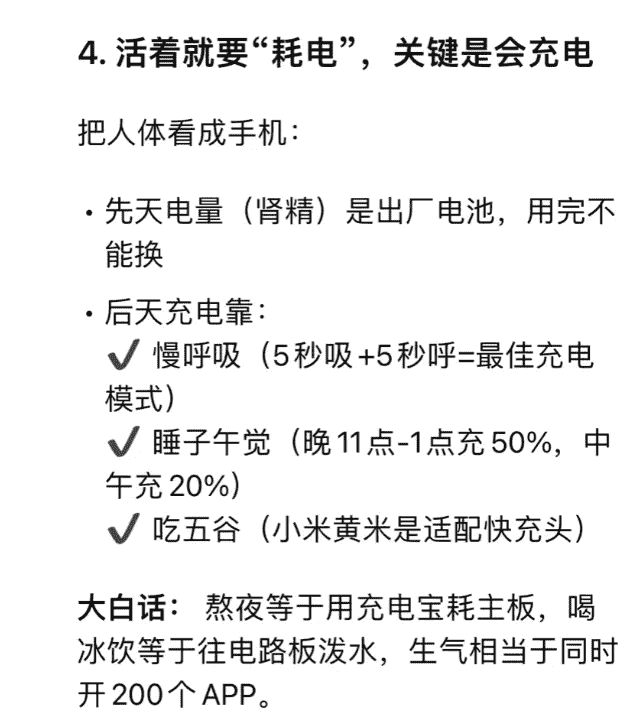 4. 活着就要“耗电”，关键是会充电
把人体看成手机：
• 先天电量（肾精）是出厂电池，用完不
能换
• 后天充电靠：
✔ 慢呼吸（5秒吸+5秒呼=最佳充电
模式）
✔ 睡子午觉（晚11点-1点充50%，中
午充20%）
✔ 吃五谷（小米黄米是适配快充头）
大白话： 熬夜等于用充电宝耗主板，喝
冰饮等于往电路板泼水，生气相当于同时
开200个APP。